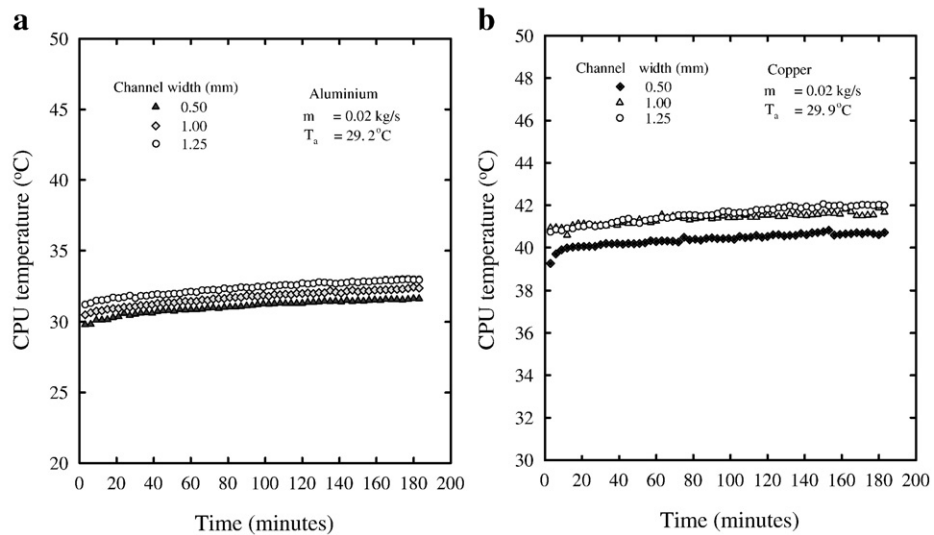 a
50
45
40
35
30
25
20
CPU temperature (°C)
Channel width (mm)
0.50
1.00
1.25
Aluminium
m = 0.02 kg/s
Ta = 29.2°C
0 20 40 60 80 100 120 140 160 180 200
Time (minutes)
b
50
48
46
44
42
40
38
36
34
32
30
CPU temperature (°C)
Channel width (mm)
0.50
1.00
1.25
Copper
m = 0.02 kg/s
Ta = 29.9°C
0 20 40 60 80 100 120 140 160 180 200
Time (minutes)